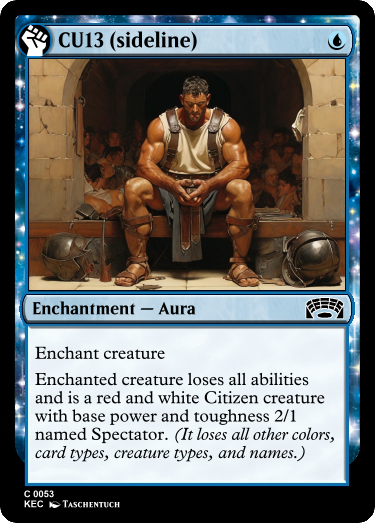 CU13 (sideline)
Enchantment — Aura
Enchant creature
Enchanted creature loses all abilities
and is a red and white Citizen creature
with base power and toughness 2/1
named Spectator. (It loses all other colors,
card types, creature types, and names.)
C 0053
KEC Taschentuch